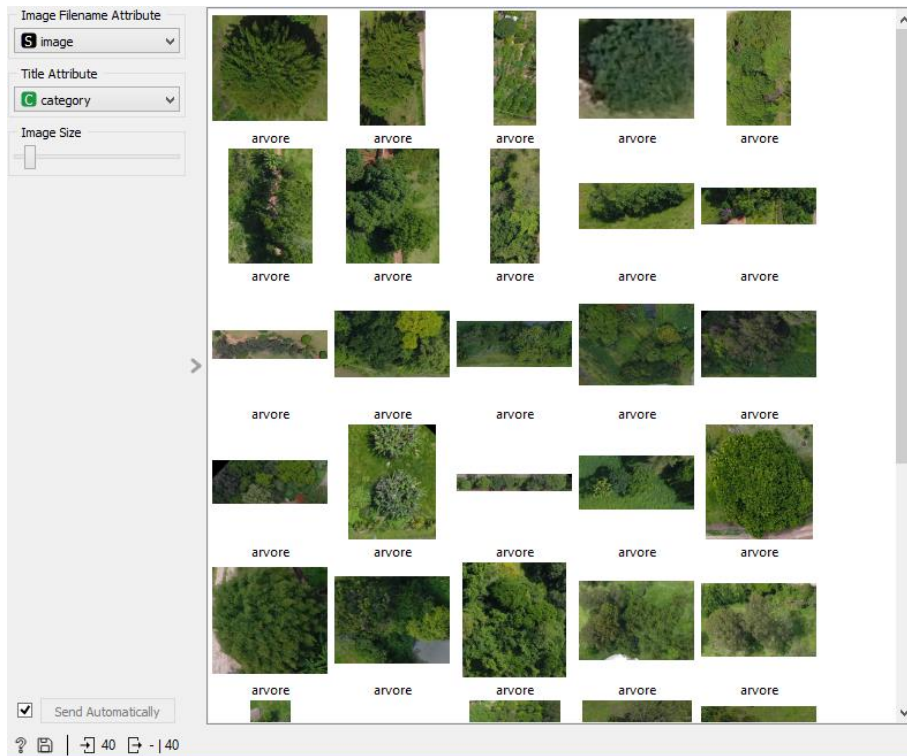 Image Filename Attribute
S image
Title Attribute
C category
Image Size
arvore arvore arvore arvore arvore
arvore arvore arvore arvore arvore
arvore arvore arvore arvore arvore
arvore arvore arvore arvore arvore
arvore arvore arvore arvore arvore
Send Automatically
? 40 - | 40